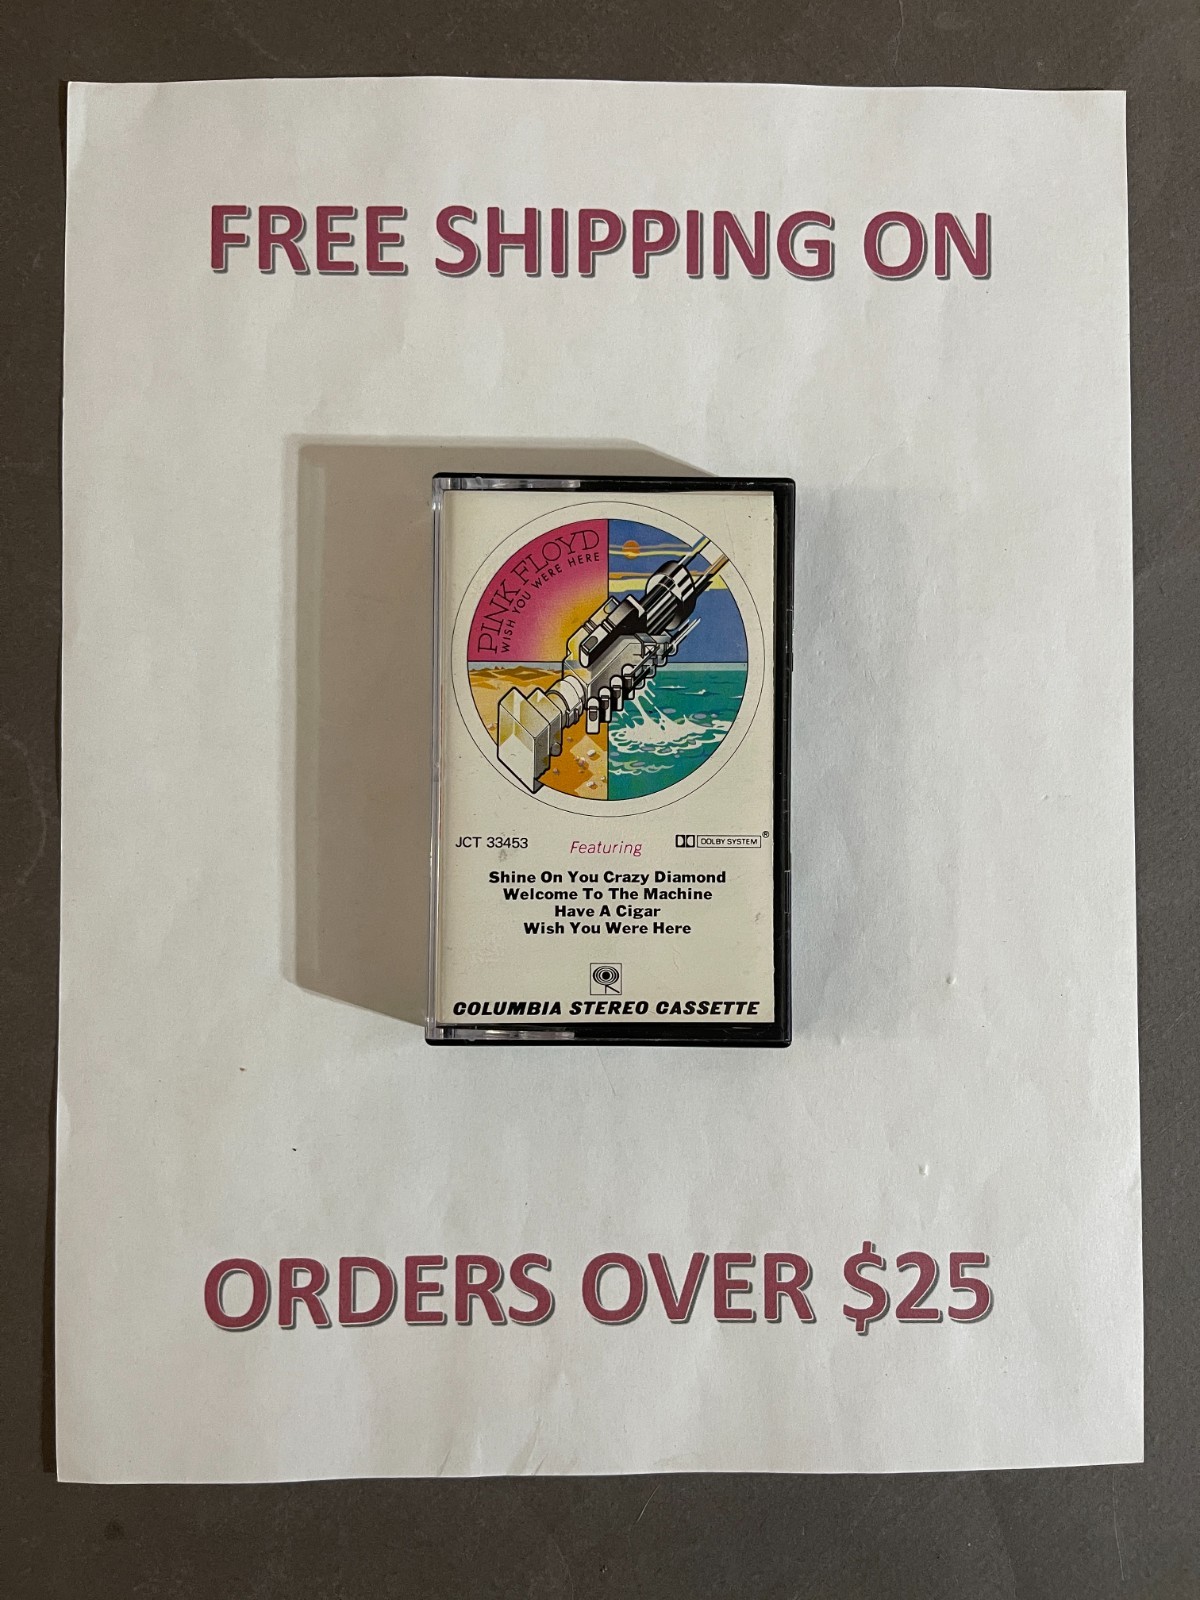 FREE SHIPPING ON
PINK FLOYD
WISH YOU WERE HERE
JCT 33453
Featuring
DOLBY SYSTEM®
Shine On You Crazy Diamond
Welcome To The Machine
Have A Cigar
Wish You Were Here
COLUMBIA STEREO CASSETTE
ORDERS OVER $25